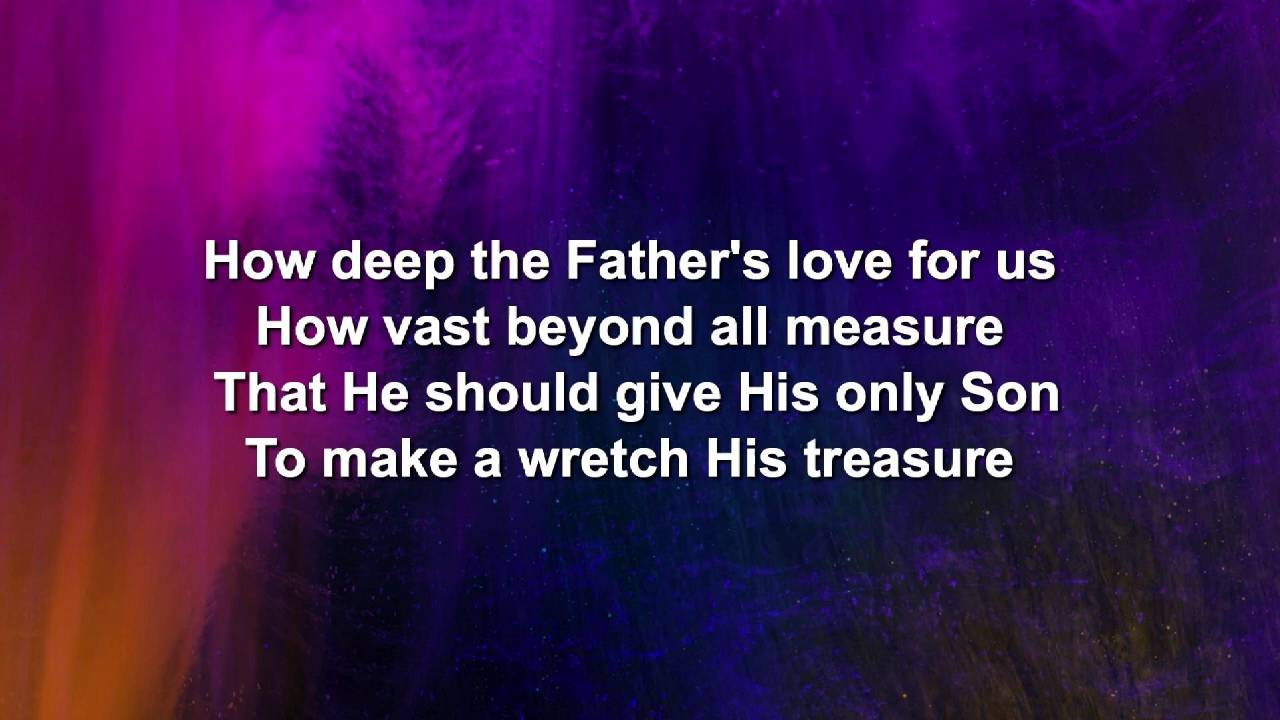 How deep the Father's love for us
How vast beyond all measure
That He should give His only Son
To make a wretch His treasure